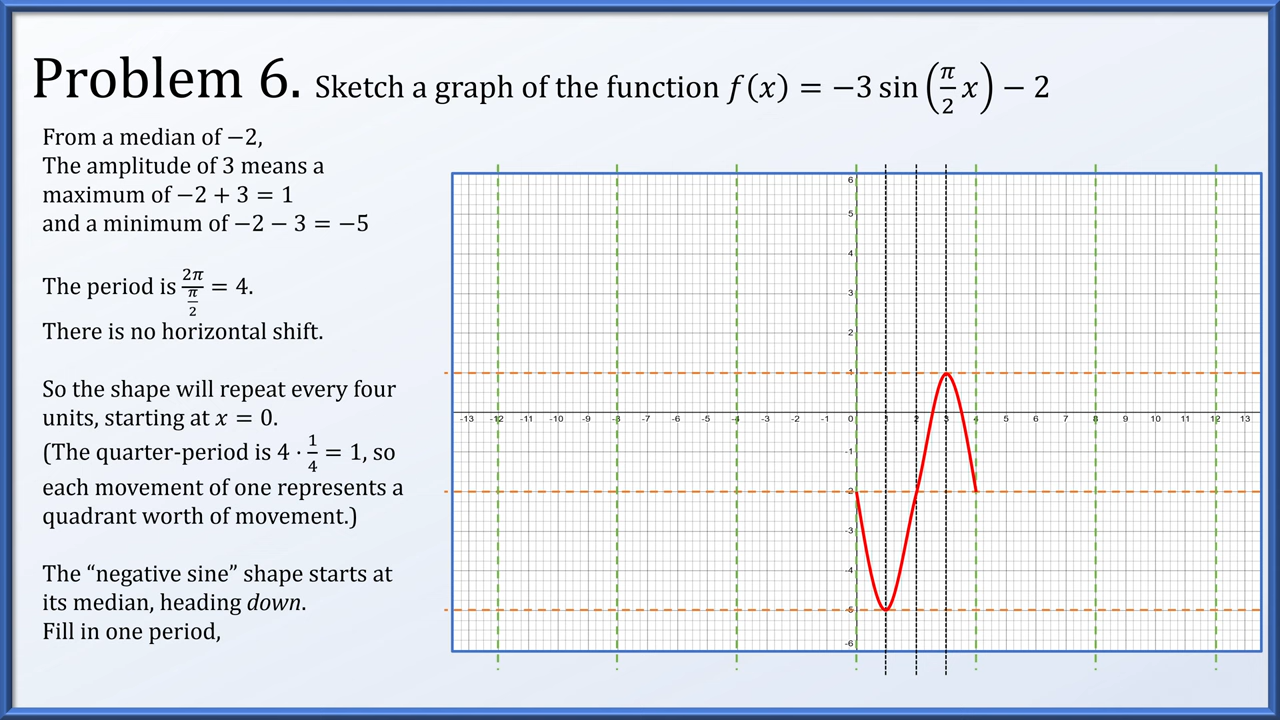 Problem 6. Sketch a graph of the function f(x) = −3 sin(π/2 x) − 2
From a median of −2,
The amplitude of 3 means a
maximum of −2 + 3 = 1
and a minimum of −2 − 3 = −5
The period is 2π/(π/2) = 4.
There is no horizontal shift.
So the shape will repeat every four
units, starting at x = 0.
(The quarter-period is 4 · 1/4 = 1, so
each movement of one represents a
quadrant worth of movement.)
The “negative sine” shape starts at
its median, heading down.
Fill in one period,
6
5
4
3
2
1
-13 -12 -11 -10 -9 -8 -7 -6 -5 -4 -3 -2 -1 0 1 2 3 4 5 6 7 8 9 10 11 12 13
-1
-2
-3
-4
-5
-6